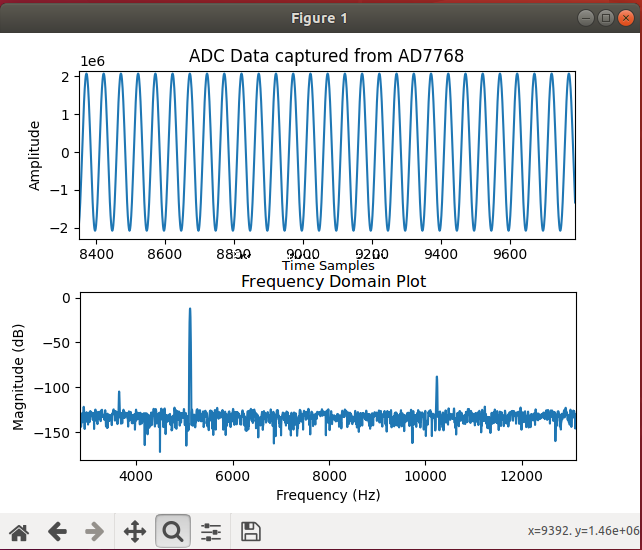 Figure 1
ADC Data captured from AD7768
1e6
2
1
0
−1
−2
Amplitude
8400 8600 8800 9000 9200 9400 9600
Time Samples
Frequency Domain Plot
0
−50
−100
−150
Magnitude (dB)
4000 6000 8000 10000 12000
Frequency (Hz)
x=9392. y=1.46e+06